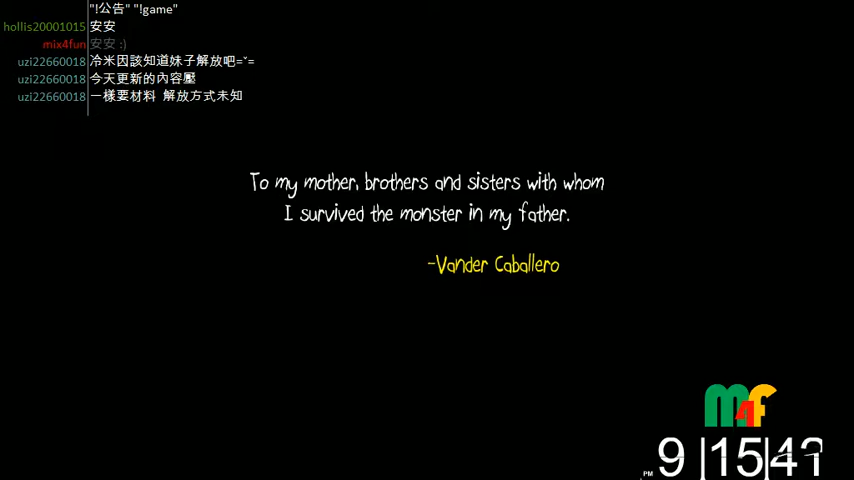 "!公告" "!game"
hollis20001015 安安
mix4fun 安安 :)
uzi22660018 冷米因該知道妹子解放吧=ˇ=
uzi22660018 今天更新的內容壓
uzi22660018 一樣要材料 解放方式未知
To my mother, brothers and sisters with whom
I survived the monster in my father.
-Vander Caballero
m4f
PM 9 15